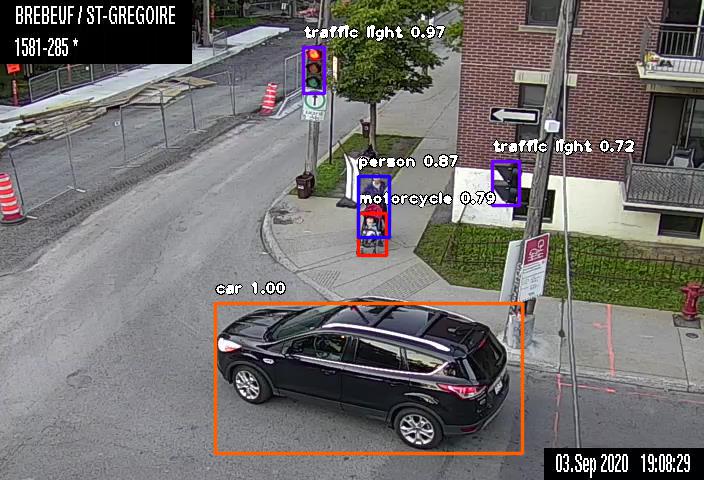 BREBEUF / ST-GREGOIRE
1581-285 *
traffic light 0.97
traffic light 0.72
person 0.87
motorcycle 0.79
car 1.00
03.Sep 2020 19:08:29